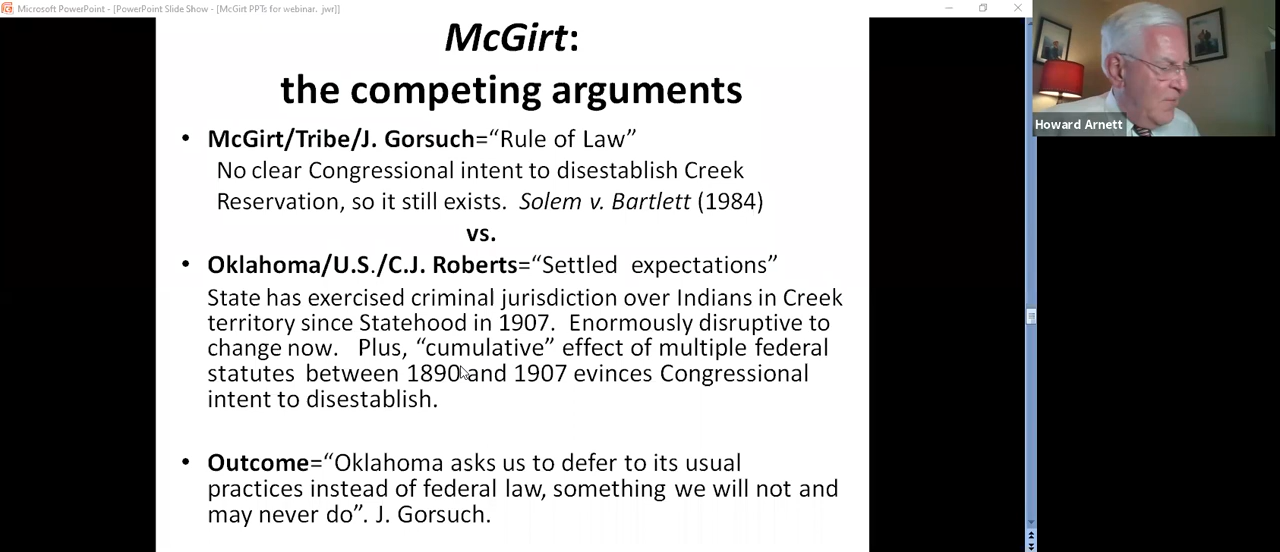 Microsoft PowerPoint - [PowerPoint Slide Show - [McGirt PPTs for webinar.  jwr]]
McGirt:
the competing arguments
Howard Arnett
• McGirt/Tribe/J. Gorsuch=“Rule of Law”
No clear Congressional intent to disestablish Creek
Reservation, so it still exists.  Solem v. Bartlett (1984)
vs.
• Oklahoma/U.S./C.J. Roberts=“Settled  expectations”
State has exercised criminal jurisdiction over Indians in Creek
territory since Statehood in 1907.  Enormously disruptive to
change now.   Plus, “cumulative” effect of multiple federal
statutes  between 1890 and 1907 evinces Congressional
intent to disestablish.
• Outcome=“Oklahoma asks us to defer to its usual
practices instead of federal law, something we will not and
may never do”. J. Gorsuch.